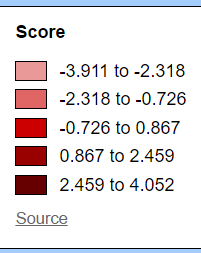 Score
-3.911 to -2.318
-2.318 to -0.726
-0.726 to 0.867
0.867 to 2.459
2.459 to 4.052
Source